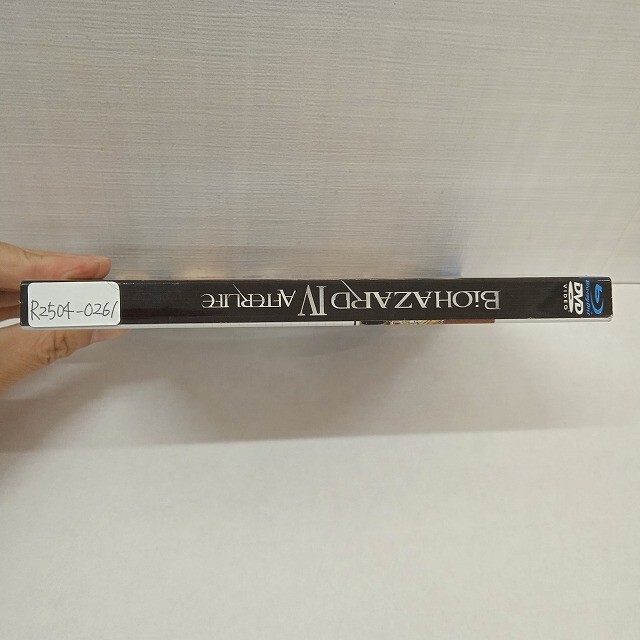 R2504-0261
BIOHAZARD IV AFTERLIFE
DVD
VIDEO